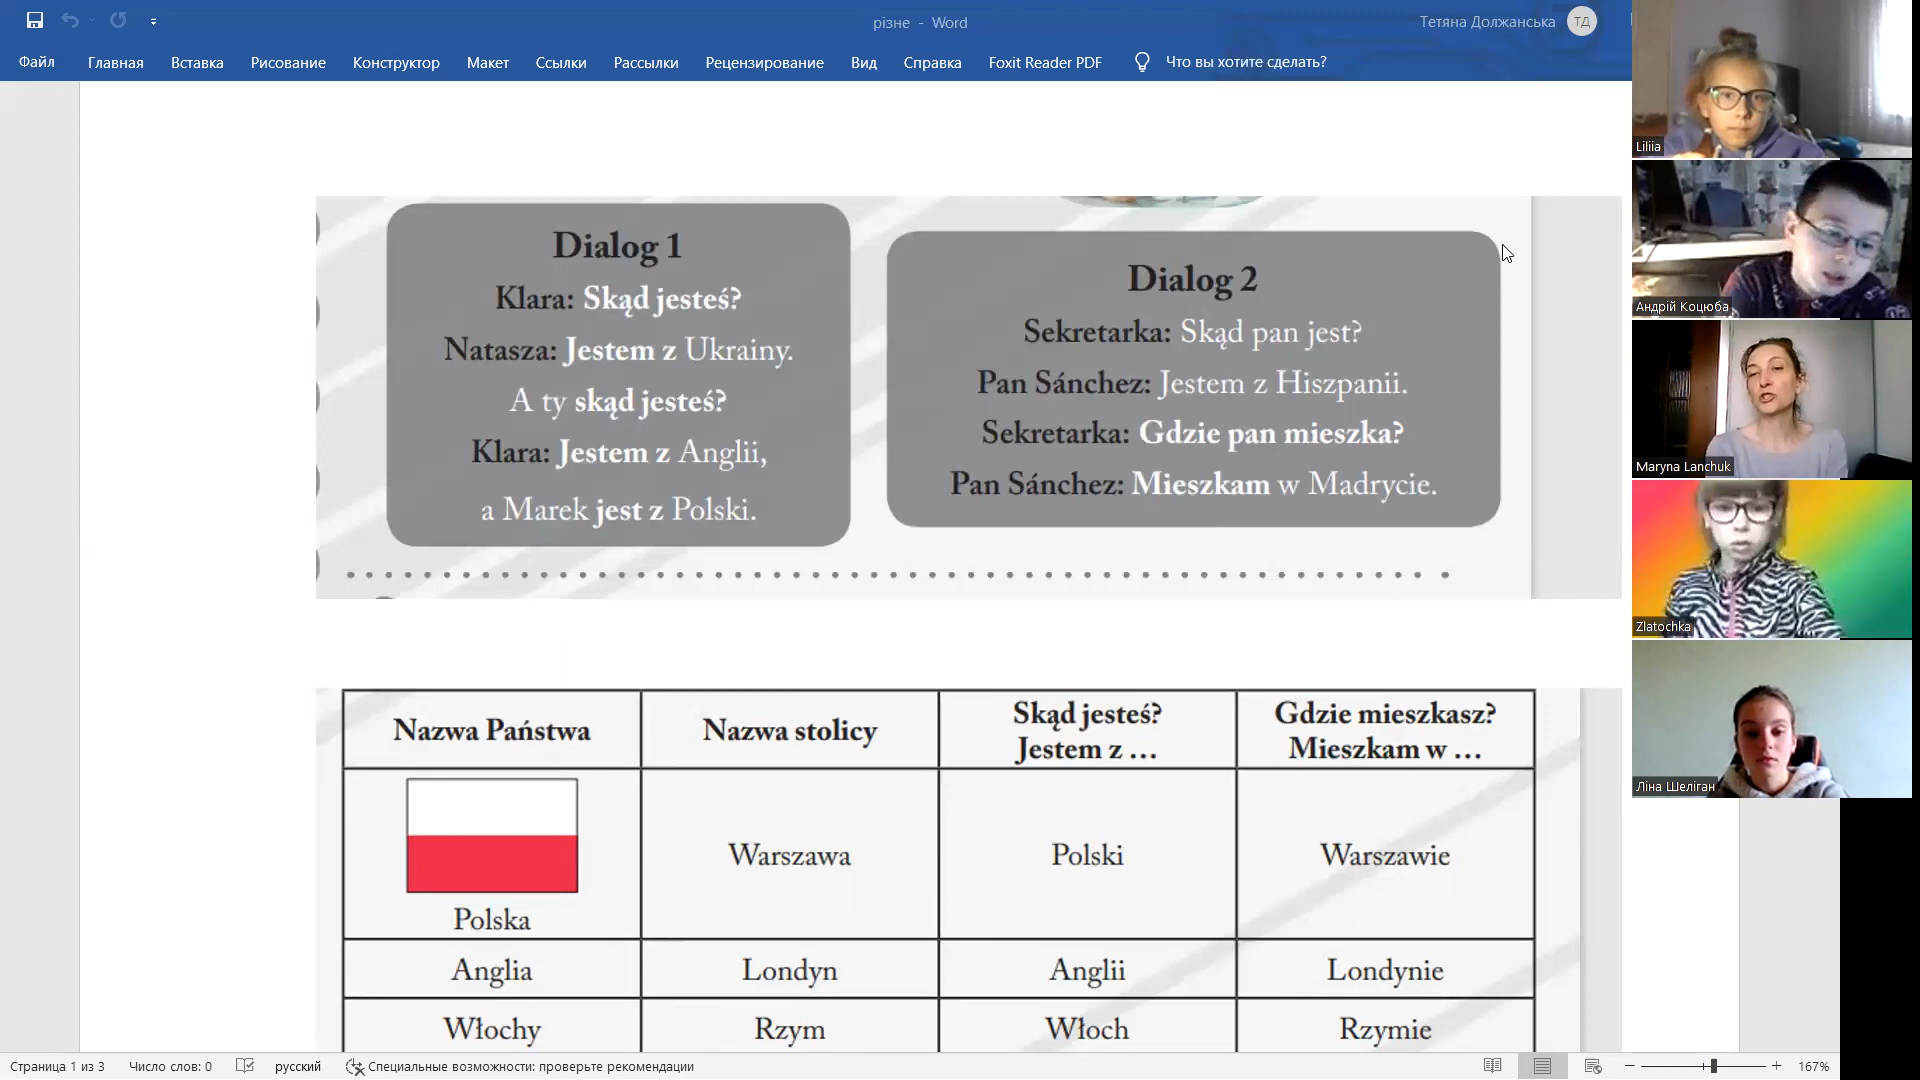 різне - Word
Тетяна Должанська
ТД
Файл
Главная
Вставка
Рисование
Конструктор
Макет
Ссылки
Рассылки
Рецензирование
Вид
Справка
Foxit Reader PDF
Что вы хотите сделать?
Dialog 1
Klara: Skąd jesteś?
Natasza: Jestem z Ukrainy.
A ty skąd jesteś?
Klara: Jestem z Anglii,
a Marek jest z Polski.
Dialog 2
Sekretarka: Skąd pan jest?
Pan Sánchez: Jestem z Hiszpanii.
Sekretarka: Gdzie pan mieszka?
Pan Sánchez: Mieszkam w Madrycie.
Nazwa Państwa
Nazwa stolicy
Skąd jesteś?
Jestem z ...
Gdzie mieszkasz?
Mieszkam w ...
Polska
Warszawa
Polski
Warszawie
Anglia
Londyn
Anglii
Londynie
Włochy
Rzym
Włoch
Rzymie
Liliia
Андрій Коцюба
Maryna Lanchuk
Zlatochka
Ліна Шеліган
Страница 1 из 3
Число слов: 0
русский
Специальные возможности: проверьте рекомендации
167%